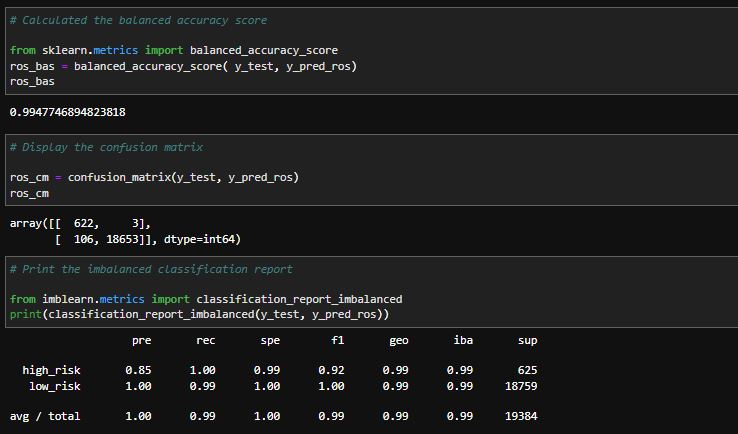 # Calculated the balanced accuracy score
from sklearn.metrics import balanced_accuracy_score
ros_bas = balanced_accuracy_score( y_test, y_pred_ros)
ros_bas
0.9947746894823818
# Display the confusion matrix
ros_cm = confusion_matrix(y_test, y_pred_ros)
ros_cm
array([[  622,     3],
       [  106, 18653]], dtype=int64)
# Print the imbalanced classification report
from imblearn.metrics import classification_report_imbalanced
print(classification_report_imbalanced(y_test, y_pred_ros))
                   pre       rec       spe        f1       geo       iba       sup
  high_risk       0.85      1.00      0.99      0.92      0.99      0.99       625
   low_risk       1.00      0.99      1.00      1.00      0.99      0.99     18759
avg / total       1.00      0.99      1.00      0.99      0.99      0.99     19384